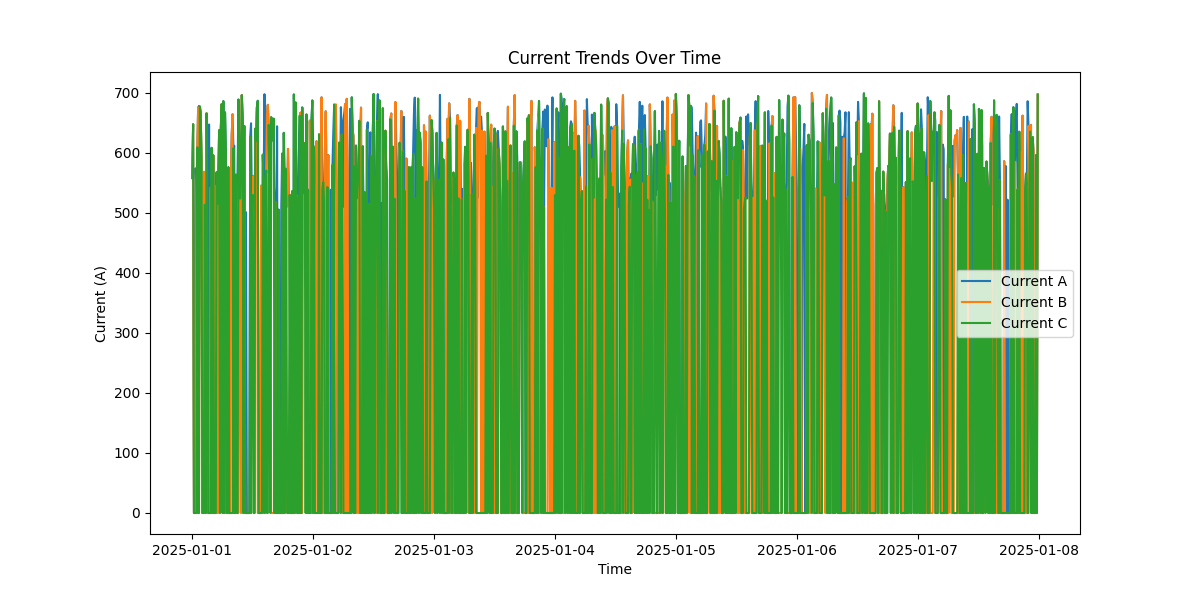 Current Trends Over Time
700
600
500
400
300
200
100
0
Current (A)
Current A
Current B
Current C
2025-01-01 2025-01-02 2025-01-03 2025-01-04 2025-01-05 2025-01-06 2025-01-07 2025-01-08
Time